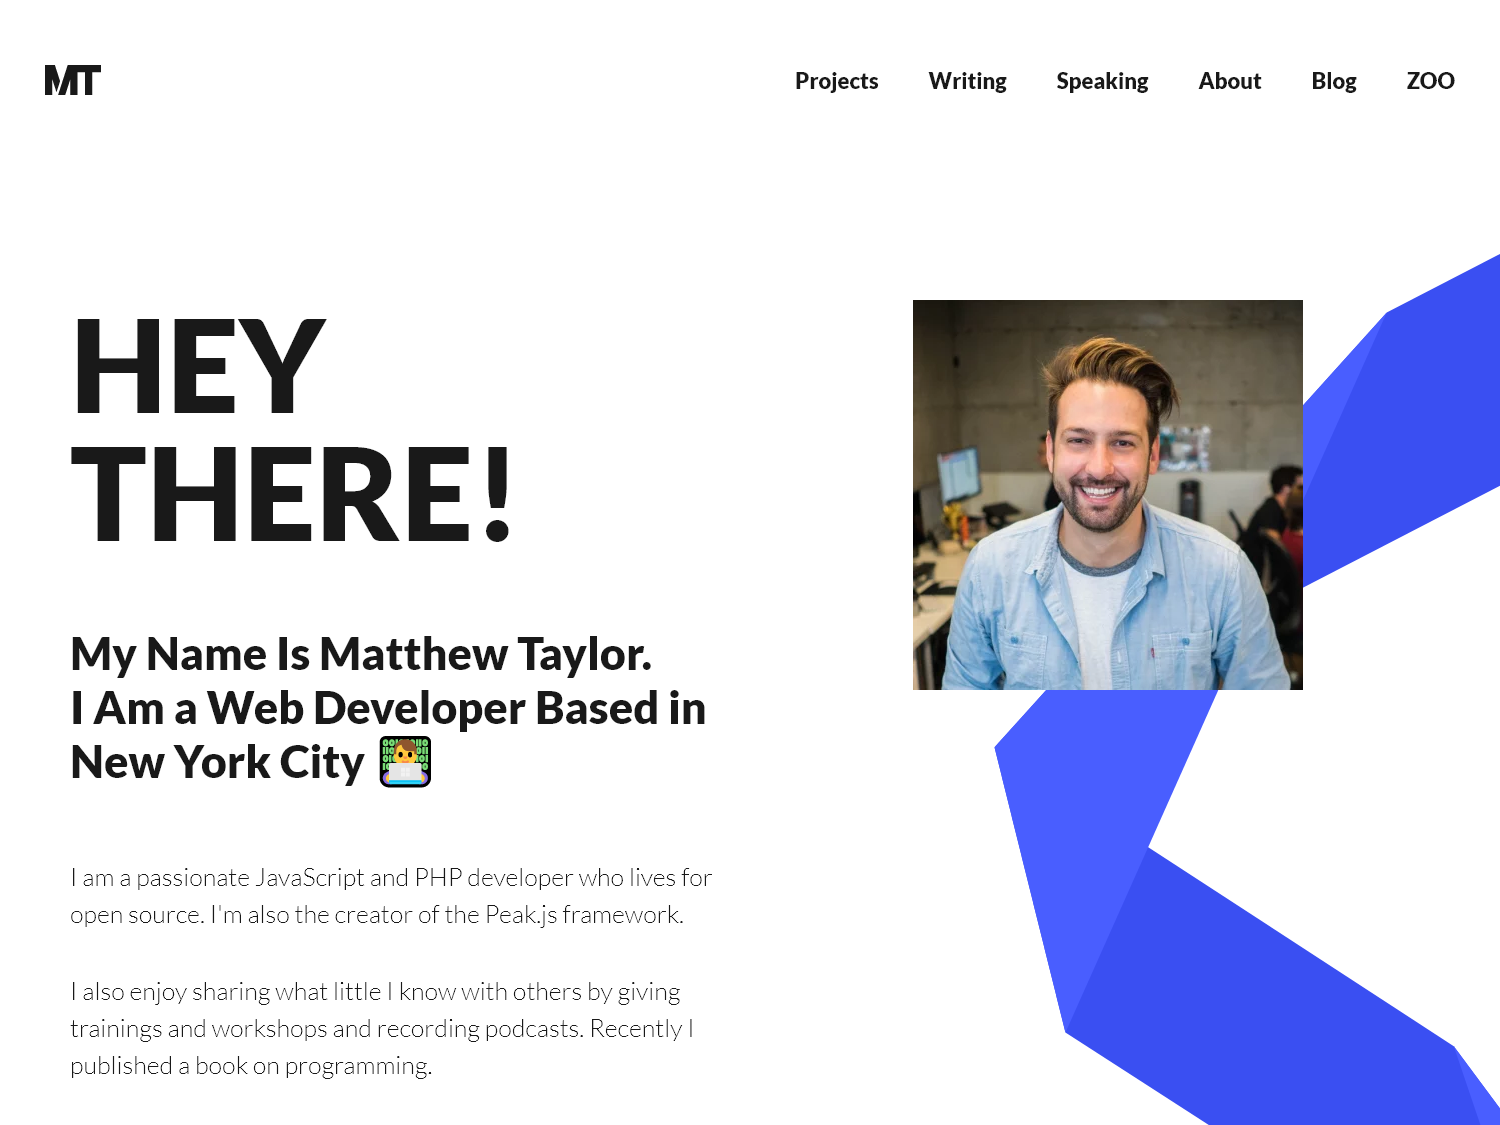 MT
Projects Writing Speaking About Blog ZOO
HEY
THERE!
My Name Is Matthew Taylor.
I Am a Web Developer Based in
New York City
I am a passionate JavaScript and PHP developer who lives for
open source. I'm also the creator of the Peak.js framework.
I also enjoy sharing what little I know with others by giving
trainings and workshops and recording podcasts. Recently I
published a book on programming.